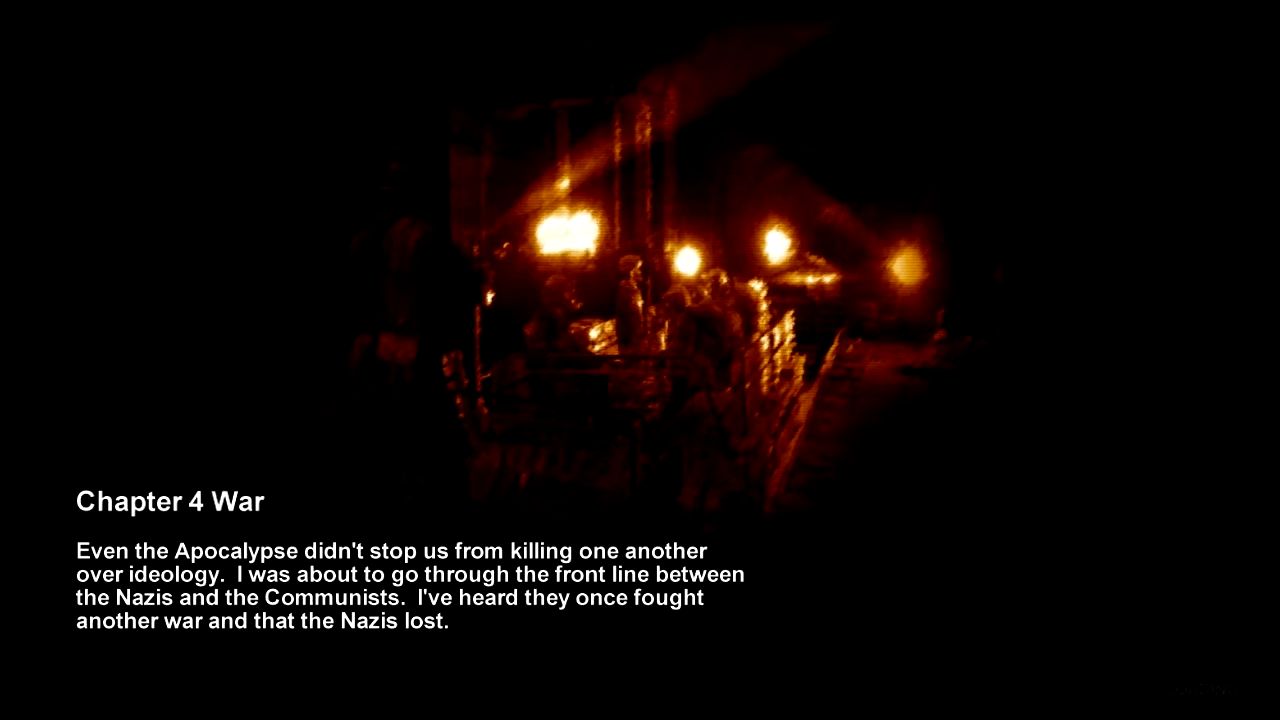 Chapter 4 War
Even the Apocalypse didn't stop us from killing one another
over ideology.  I was about to go through the front line between
the Nazis and the Communists.  I've heard they once fought
another war and that the Nazis lost.